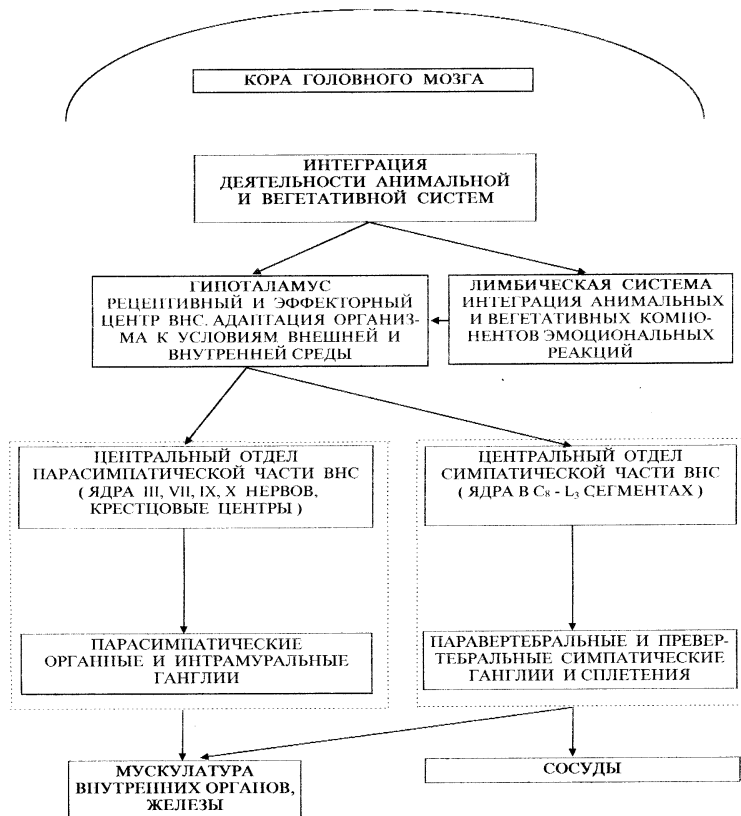 КОРА ГОЛОВНОГО МОЗГА
ИНТЕГРАЦИЯ
ДЕЯТЕЛЬНОСТИ АНИМАЛЬНОЙ
И ВЕГЕТАТИВНОЙ СИСТЕМ
ГИПОТАЛАМУС
РЕЦЕПТИВНЫЙ И ЭФФЕКТОРНЫЙ
ЦЕНТР ВНС. АДАПТАЦИЯ ОРГАНИЗ-
МА К УСЛОВИЯМ ВНЕШНЕЙ И
ВНУТРЕННЕЙ СРЕДЫ
ЛИМБИЧЕСКАЯ СИСТЕМА
ИНТЕГРАЦИЯ АНИМАЛЬНЫХ
И ВЕГЕТАТИВНЫХ КОМПО-
НЕНТОВ ЭМОЦИОНАЛЬНЫХ
РЕАКЦИЙ
ЦЕНТРАЛЬНЫЙ ОТДЕЛ
ПАРАСИМПАТИЧЕСКОЙ ЧАСТИ ВНС
( ЯДРА III, VII, IX, X НЕРВОВ,
КРЕСТЦОВЫЕ ЦЕНТРЫ )
ЦЕНТРАЛЬНЫЙ ОТДЕЛ
СИМПАТИЧЕСКОЙ ЧАСТИ ВНС
( ЯДРА В C₈ - L₃ СЕГМЕНТАХ )
ПАРАСИМПАТИЧЕСКИЕ
ОРГАННЫЕ И ИНТРАМУРАЛЬНЫЕ
ГАНГЛИИ
ПАРАВЕРТЕБРАЛЬНЫЕ И ПРЕВЕР-
ТЕБРАЛЬНЫЕ СИМПАТИЧЕСКИЕ
ГАНГЛИИ И СПЛЕТЕНИЯ
МУСКУЛАТУРА
ВНУТРЕННИХ ОРГАНОВ,
ЖЕЛЕЗЫ
СОСУДЫ